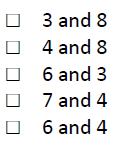 ☐ 3 and 8
☐ 4 and 8
☐ 6 and 3
☐ 7 and 4
☐ 6 and 4